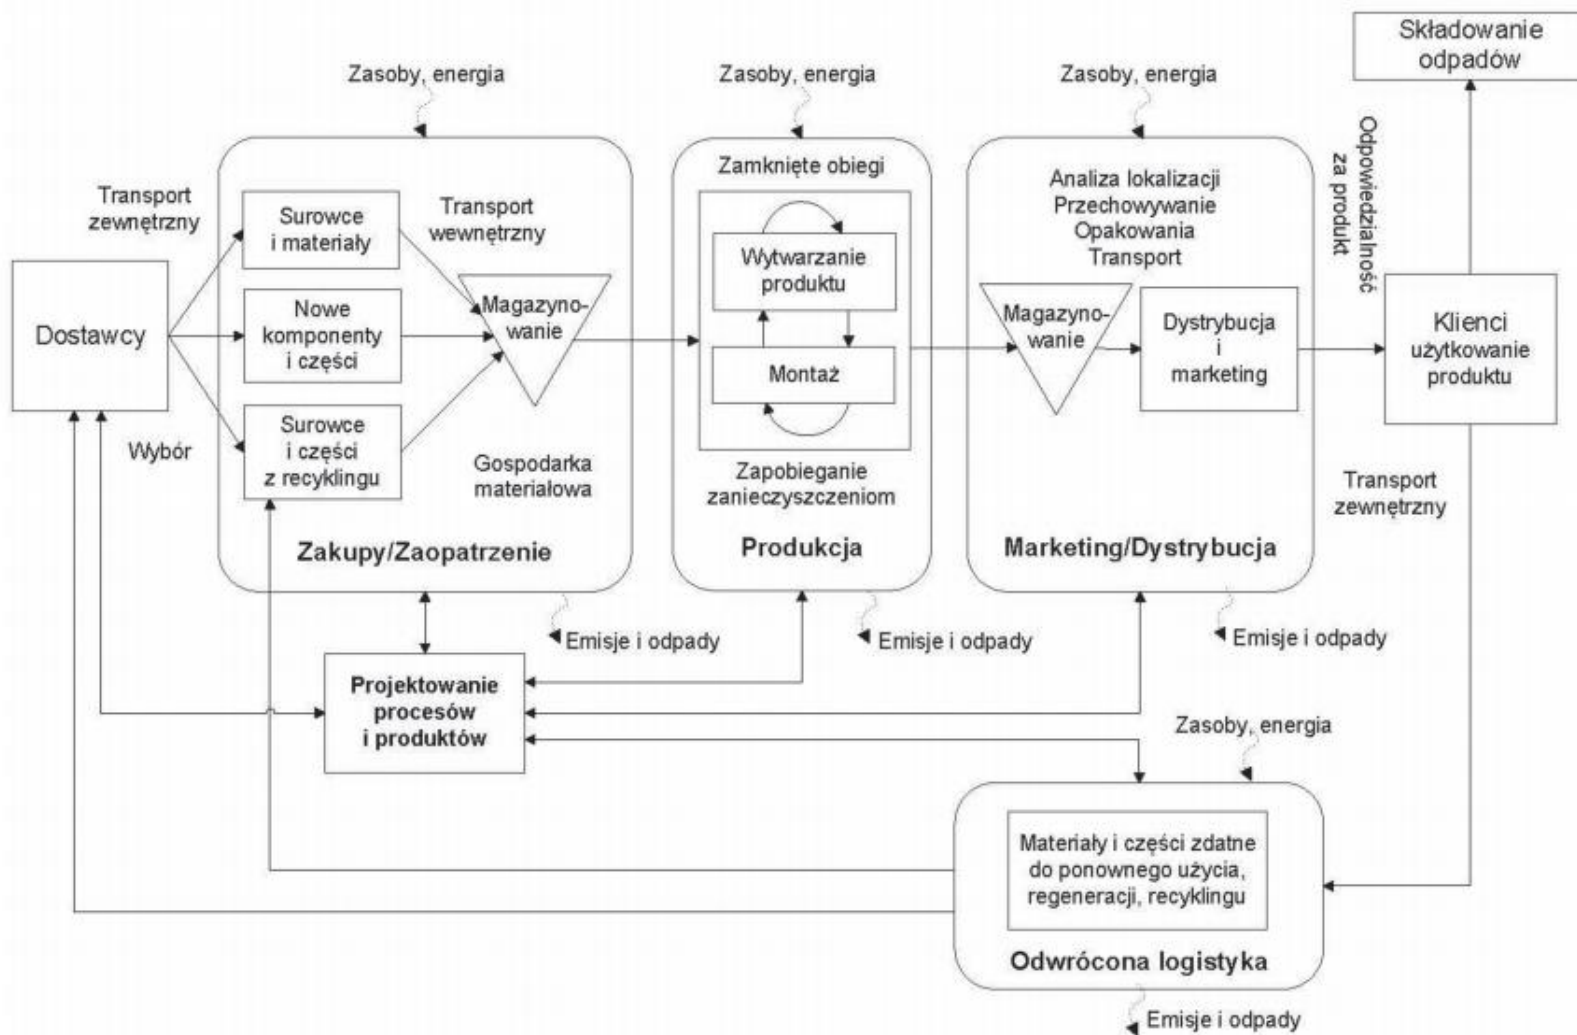 Składowanie
odpadów
Zasoby, energia
Zasoby, energia
Zasoby, energia
Odpowiedzialność
za produkt
Transport
zewnętrzny
Surowce
i materiały
Transport
wewnętrzny
Zamknięte obiegi
Analiza lokalizacji
Przechowywanie
Opakowania
Transport
Dostawcy
Nowe
komponenty
i części
Magazyno-
wanie
Wytwarzanie
produktu
Montaż
Magazyno-
wanie
Dystrybucja
i
marketing
Klienci
użytkowanie
produktu
Wybór
Surowce
i części
z recyklingu
Gospodarka
materiałowa
Zapobieganie
zanieczyszczeniom
Transport
zewnętrzny
Zakupy/Zaopatrzenie
Produkcja
Marketing/Dystrybucja
Emisje i odpady
Emisje i odpady
Emisje i odpady
Projektowanie
procesów
i produktów
Zasoby, energia
Materiały i części zdatne
do ponownego użycia,
regeneracji, recyklingu
Odwrócona logistyka
Emisje i odpady